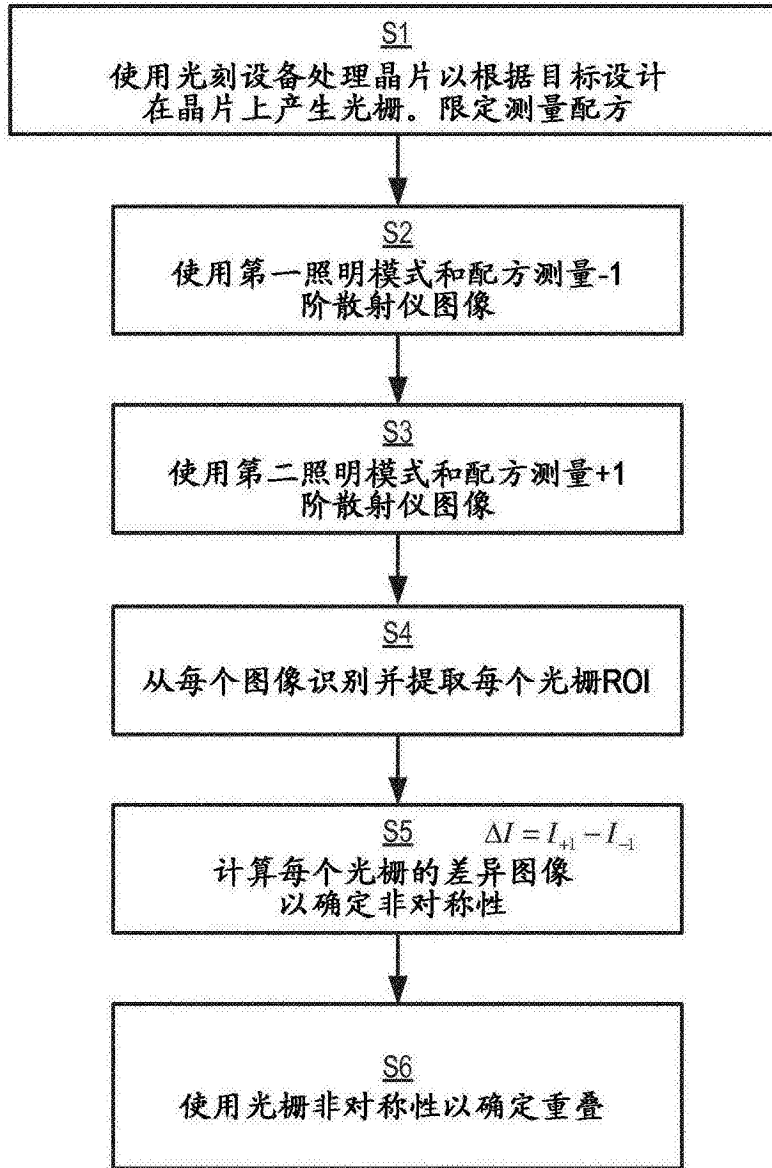 S1
使用光刻设备处理晶片以根据目标设计
在晶片上产生光栅。限定测量配方
S2
使用第一照明模式和配方测量-1
阶散射仪图像
S3
使用第二照明模式和配方测量+1
阶散射仪图像
S4
从每个图像识别并提取每个光栅ROI
S5 ΔI = I₊₁ − I₋₁
计算每个光栅的差异图像
以确定非对称性
S6
使用光栅非对称性以确定重叠